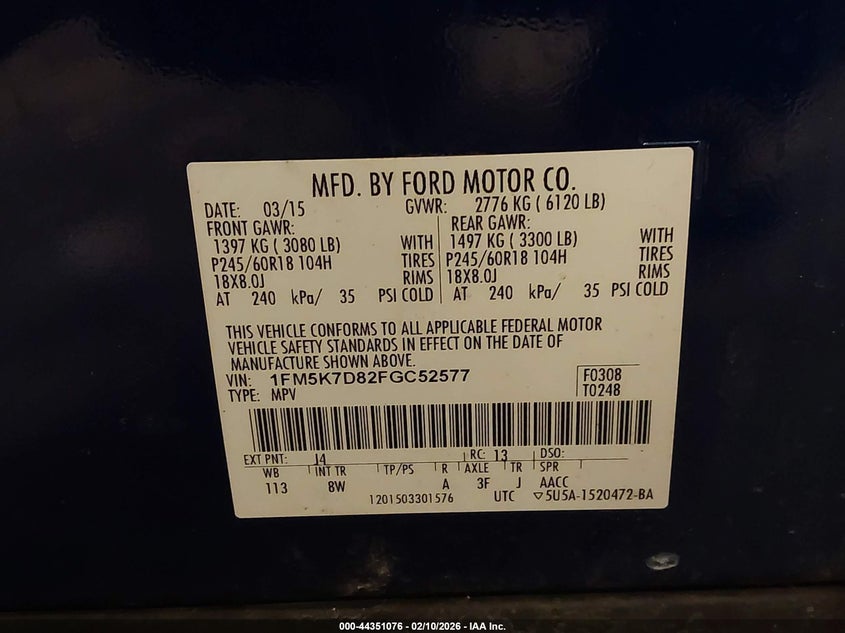 MFD. BY FORD MOTOR CO.
DATE: 03/15 GVWR: 2776 KG ( 6120 LB)
FRONT GAWR: REAR GAWR:
1397 KG ( 3080 LB) WITH 1497 KG ( 3300 LB) WITH
P245/60R18 104H TIRES P245/60R18 104H TIRES
18X8.0J RIMS 18X8.0J RIMS
AT 240 kPa/ 35 PSI COLD AT 240 kPa/ 35 PSI COLD
THIS VEHICLE CONFORMS TO ALL APPLICABLE FEDERAL MOTOR
VEHICLE SAFETY STANDARDS IN EFFECT ON THE DATE OF
MANUFACTURE SHOWN ABOVE.
VIN: 1FM5K7D82FGC52577 F0308
TYPE: MPV T0248
EXT PNT: J4 RC: 13 DSO:
WB INT TR TP/PS R AXLE TR SPR
113 8W A 3F J AACC
1201503301576 UTC ▽5U5A-1520472-BA
000-44351076 - 02/10/2026 - IAA Inc.